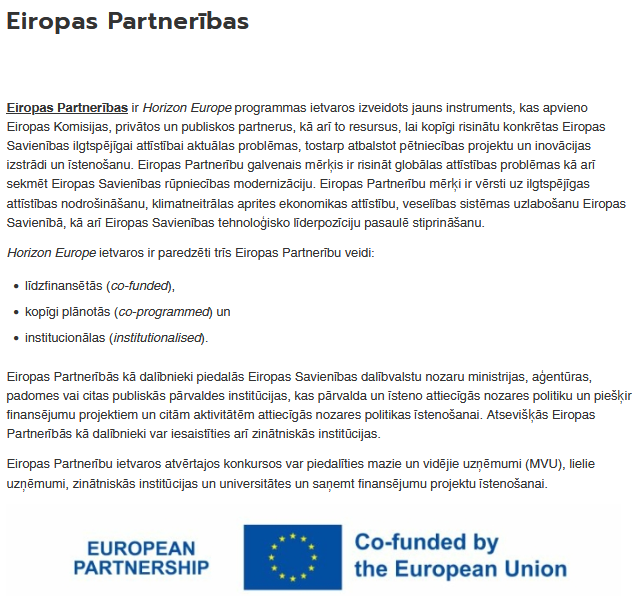 Eiropas Partnerības
Eiropas Partnerības ir Horizon Europe programmas ietvaros izveidots jauns instruments, kas apvieno
Eiropas Komisijas, privātos un publiskos partnerus, kā arī to resursus, lai kopīgi risinātu konkrētas Eiropas
Savienības ilgtspējīgai attīstībai aktuālas problēmas, tostarp atbalstot pētniecības projektu un inovācijas
izstrādi un īstenošanu. Eiropas Partnerību galvenais mērķis ir risināt globālas attīstības problēmas kā arī
sekmēt Eiropas Savienības rūpniecības modernizāciju. Eiropas Partnerību mērķi ir vērsti uz ilgtspējīgas
attīstības nodrošināšanu, klimatneitrālas aprites ekonomikas attīstību, veselības sistēmas uzlabošanu Eiropas
Savienībā, kā arī Eiropas Savienības tehnoloģisko līderpozīciju pasaulē stiprināšanu.
Horizon Europe ietvaros ir paredzēti trīs Eiropas Partnerību veidi:
• līdzfinansētās (co-funded),
• kopīgi plānotās (co-programmed) un
• institucionālas (institutionalised).
Eiropas Partnerībās kā dalībnieki piedalās Eiropas Savienības dalībvalstu nozaru ministrijas, aģentūras,
padomes vai citas publiskās pārvaldes institūcijas, kas pārvalda un īsteno attiecīgās nozares politiku un piešķir
finansējumu projektiem un citām aktivitātēm attiecīgās nozares politikas īstenošanai. Atsevišķās Eiropas
Partnerībās kā dalībnieki var iesaistīties arī zinātniskās institūcijas.
Eiropas Partnerību ietvaros atvērtajos konkursos var piedalīties mazie un vidējie uzņēmumi (MVU), lielie
uzņēmumi, zinātniskās institūcijas un universitātes un saņemt finansējumu projektu īstenošanai.
EUROPEAN
PARTNERSHIP
Co-funded by
the European Union